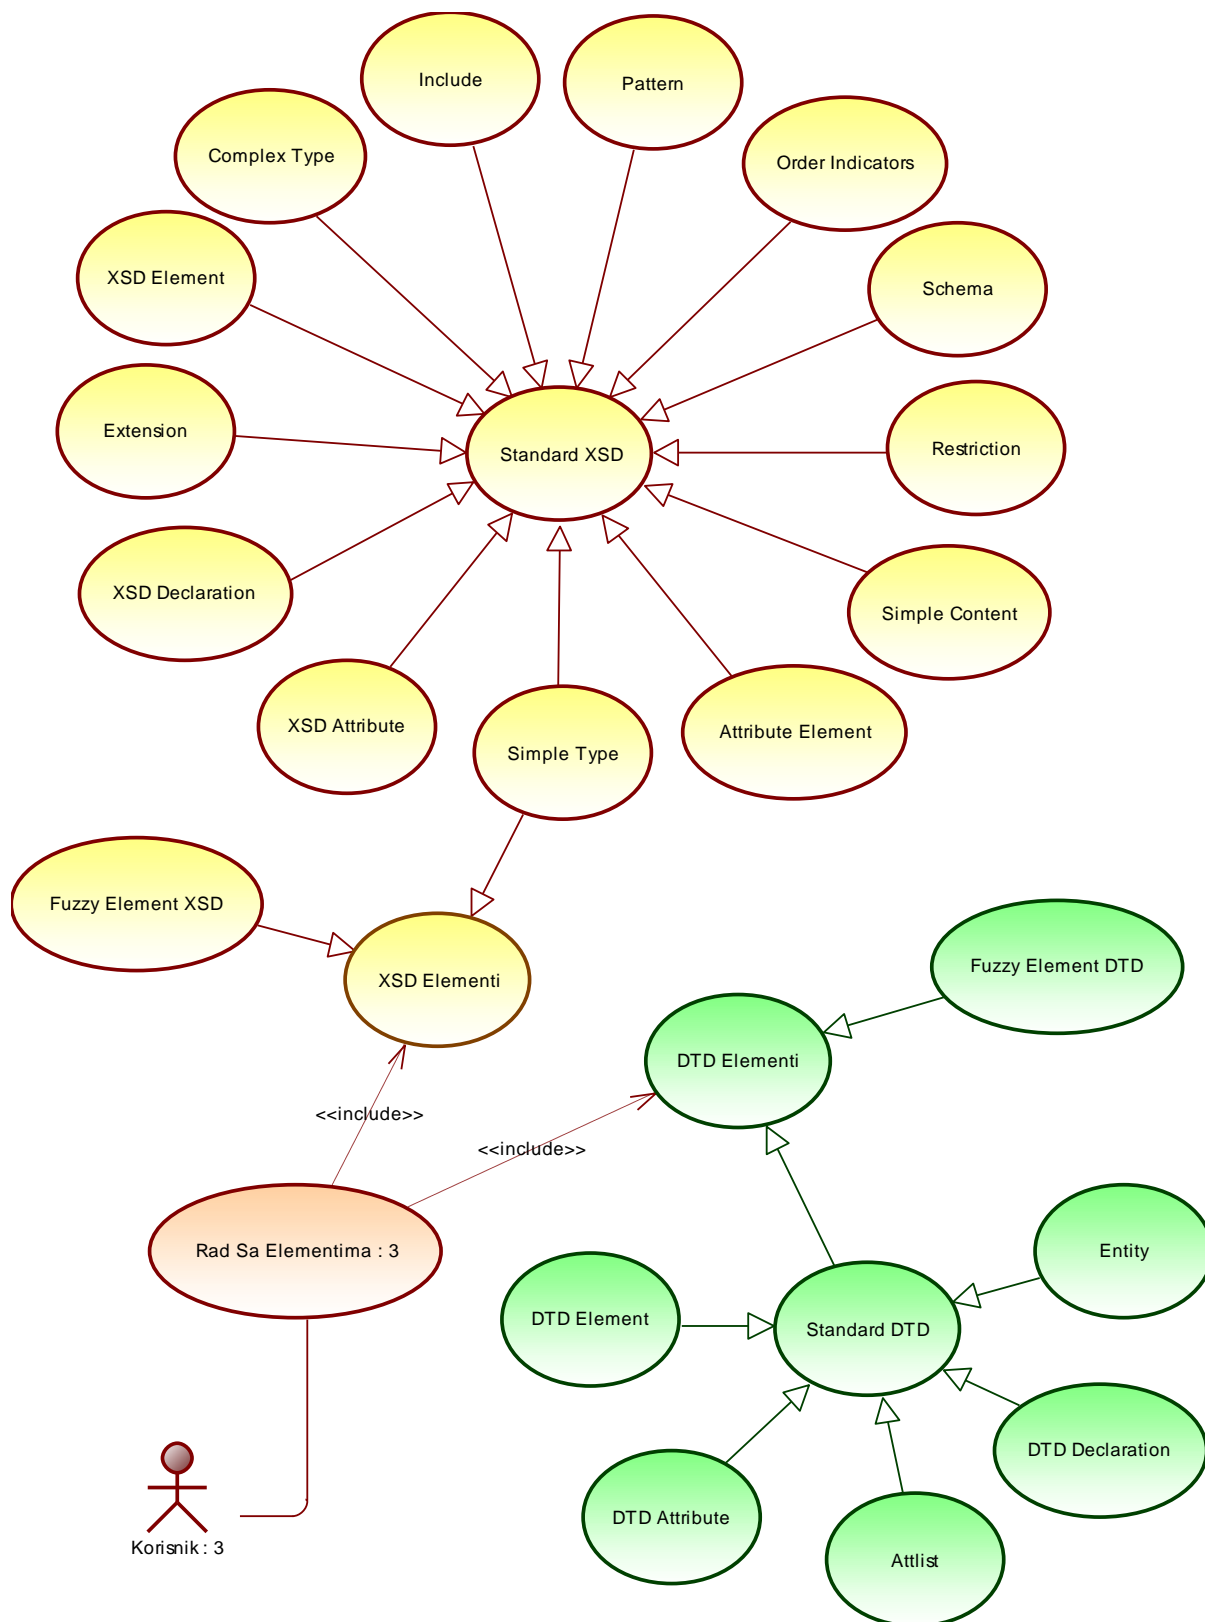 Include
Pattern
Complex Type
Order Indicators
XSD Element
Schema
Extension
Standard XSD
Restriction
XSD Declaration
Simple Content
XSD Attribute
Simple Type
Attribute Element
Fuzzy Element XSD
XSD Elementi
Fuzzy Element DTD
DTD Elementi
<<include>>
<<include>>
Rad Sa Elementima : 3
Entity
DTD Element
Standard DTD
DTD Declaration
DTD Attribute
Attlist
Korisnik : 3